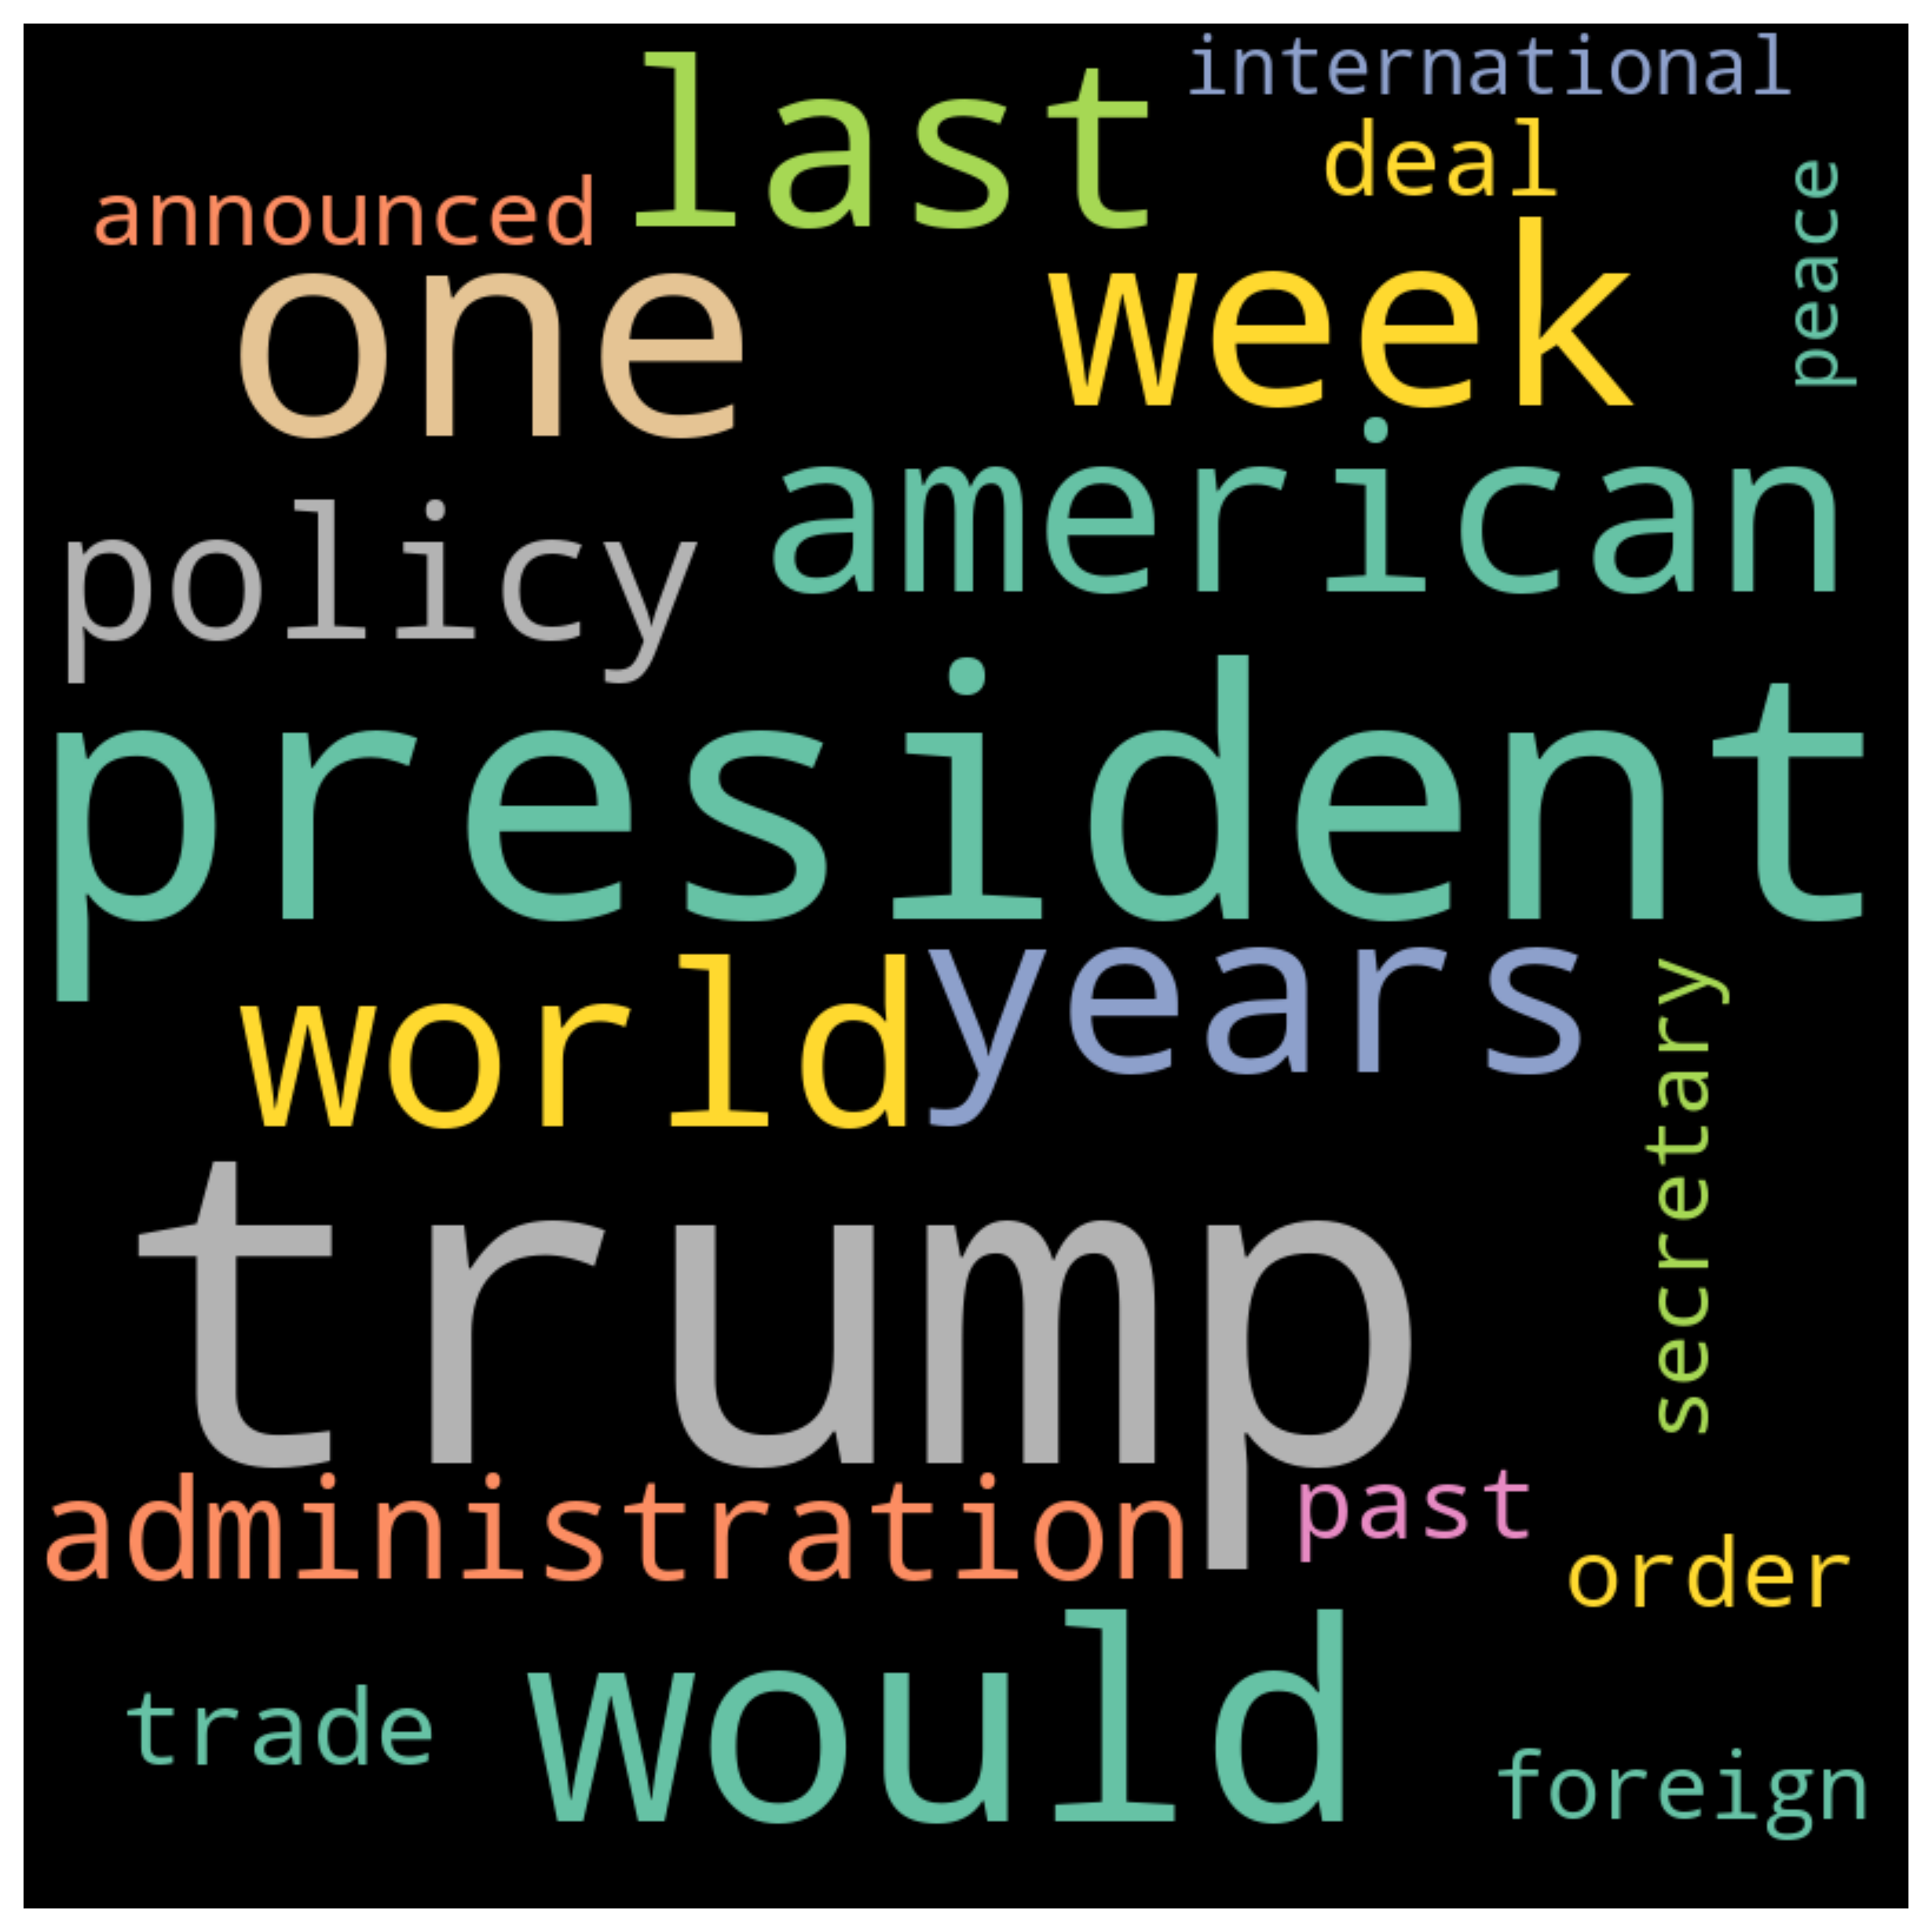 international
last
deal
peace
announced
one
week
american
policy
president
world
years
secretary
trump
administration
past
order
would
trade
foreign